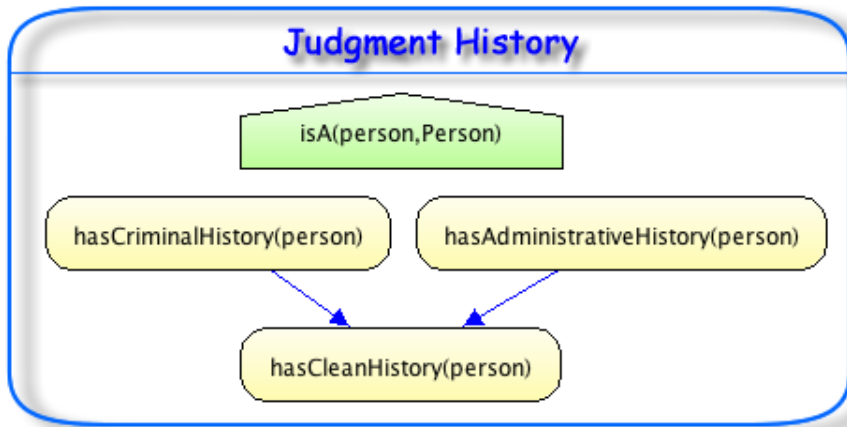 Judgment History
isA(person,Person)
hasCriminalHistory(person)
hasAdministrativeHistory(person)
hasCleanHistory(person)